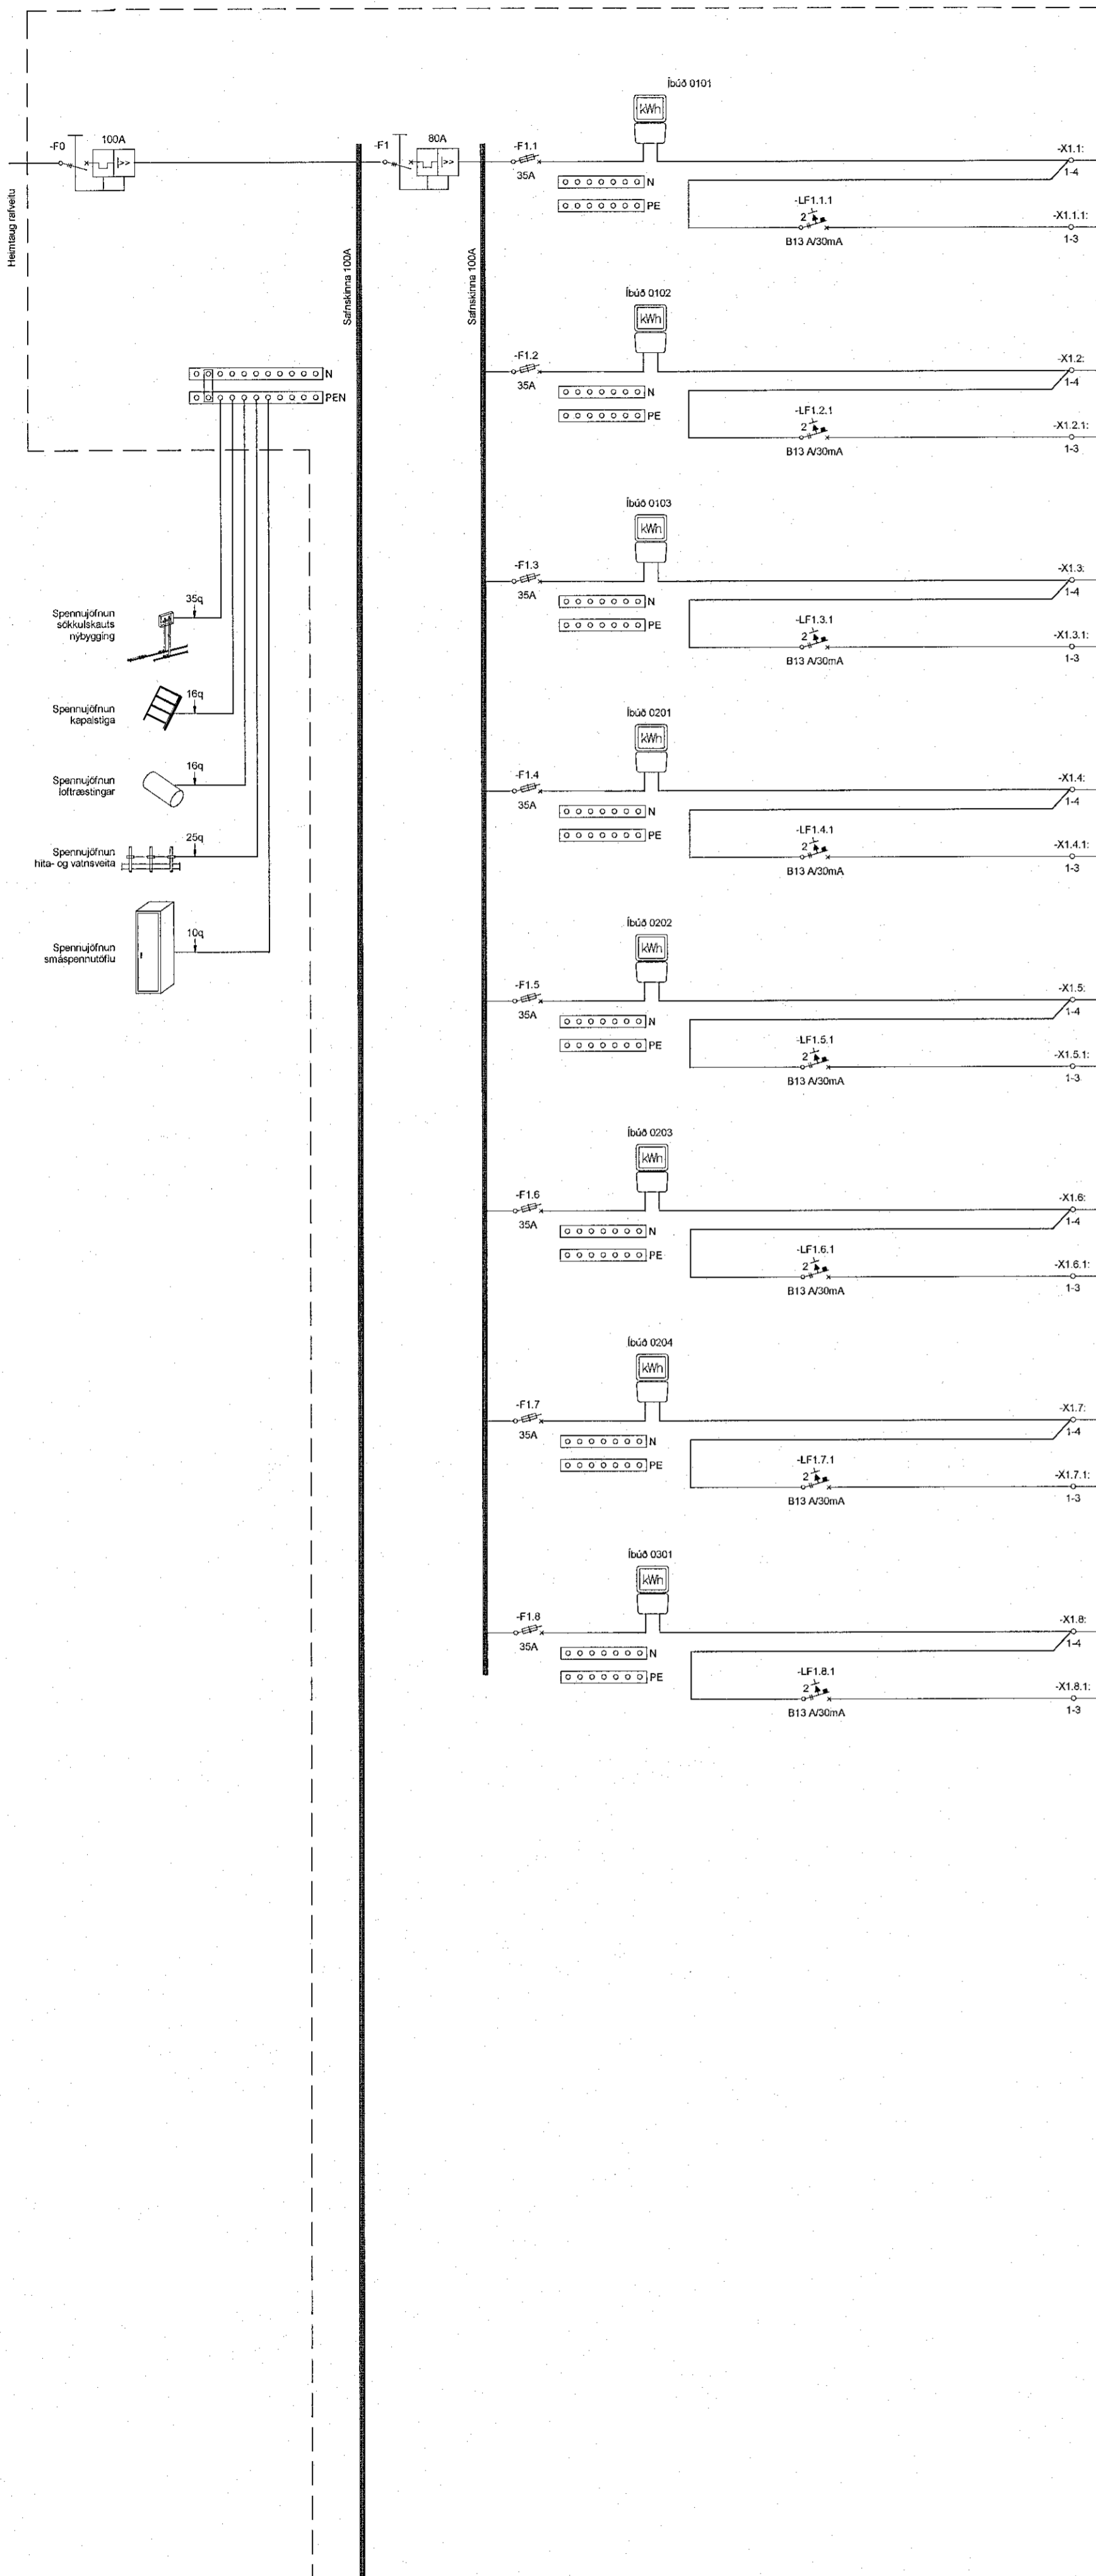 Heimtaug rafveitu
-F0
100A
Safnskinna 100A
-F1
80A
Safnskinna 100A
N
PEN
35q
Spennujöfnun
sökkulskauts
nýbygging
16q
Spennujöfnun
kapalstiga
16q
Spennujöfnun
loftræstingar
25q
Spennujöfnun
hita- og vatnsveita
10q
Spennujöfnun
smáspennutöflu
Íbúð 0101
kWh
-F1.1
35A
N
PE
-LF1.1.1
2
B13 A/30mA
-X1.1:
1-4
-X1.1.1:
1-3
Íbúð 0102
kWh
-F1.2
35A
N
PE
-LF1.2.1
2
B13 A/30mA
-X1.2:
1-4
-X1.2.1:
1-3
Íbúð 0103
kWh
-F1.3
35A
N
PE
-LF1.3.1
2
B13 A/30mA
-X1.3:
1-4
-X1.3.1:
1-3
Íbúð 0201
kWh
-F1.4
35A
N
PE
-LF1.4.1
2
B13 A/30mA
-X1.4:
1-4
-X1.4.1:
1-3
Íbúð 0202
kWh
-F1.5
35A
N
PE
-LF1.5.1
2
B13 A/30mA
-X1.5:
1-4
-X1.5.1:
1-3
Íbúð 0203
kWh
-F1.6
35A
N
PE
-LF1.6.1
2
B13 A/30mA
-X1.6:
1-4
-X1.6.1:
1-3
Íbúð 0204
kWh
-F1.7
35A
N
PE
-LF1.7.1
2
B13 A/30mA
-X1.7:
1-4
-X1.7.1:
1-3
Íbúð 0301
kWh
-F1.8
35A
N
PE
-LF1.8.1
2
B13 A/30mA
-X1.8:
1-4
-X1.8.1:
1-3